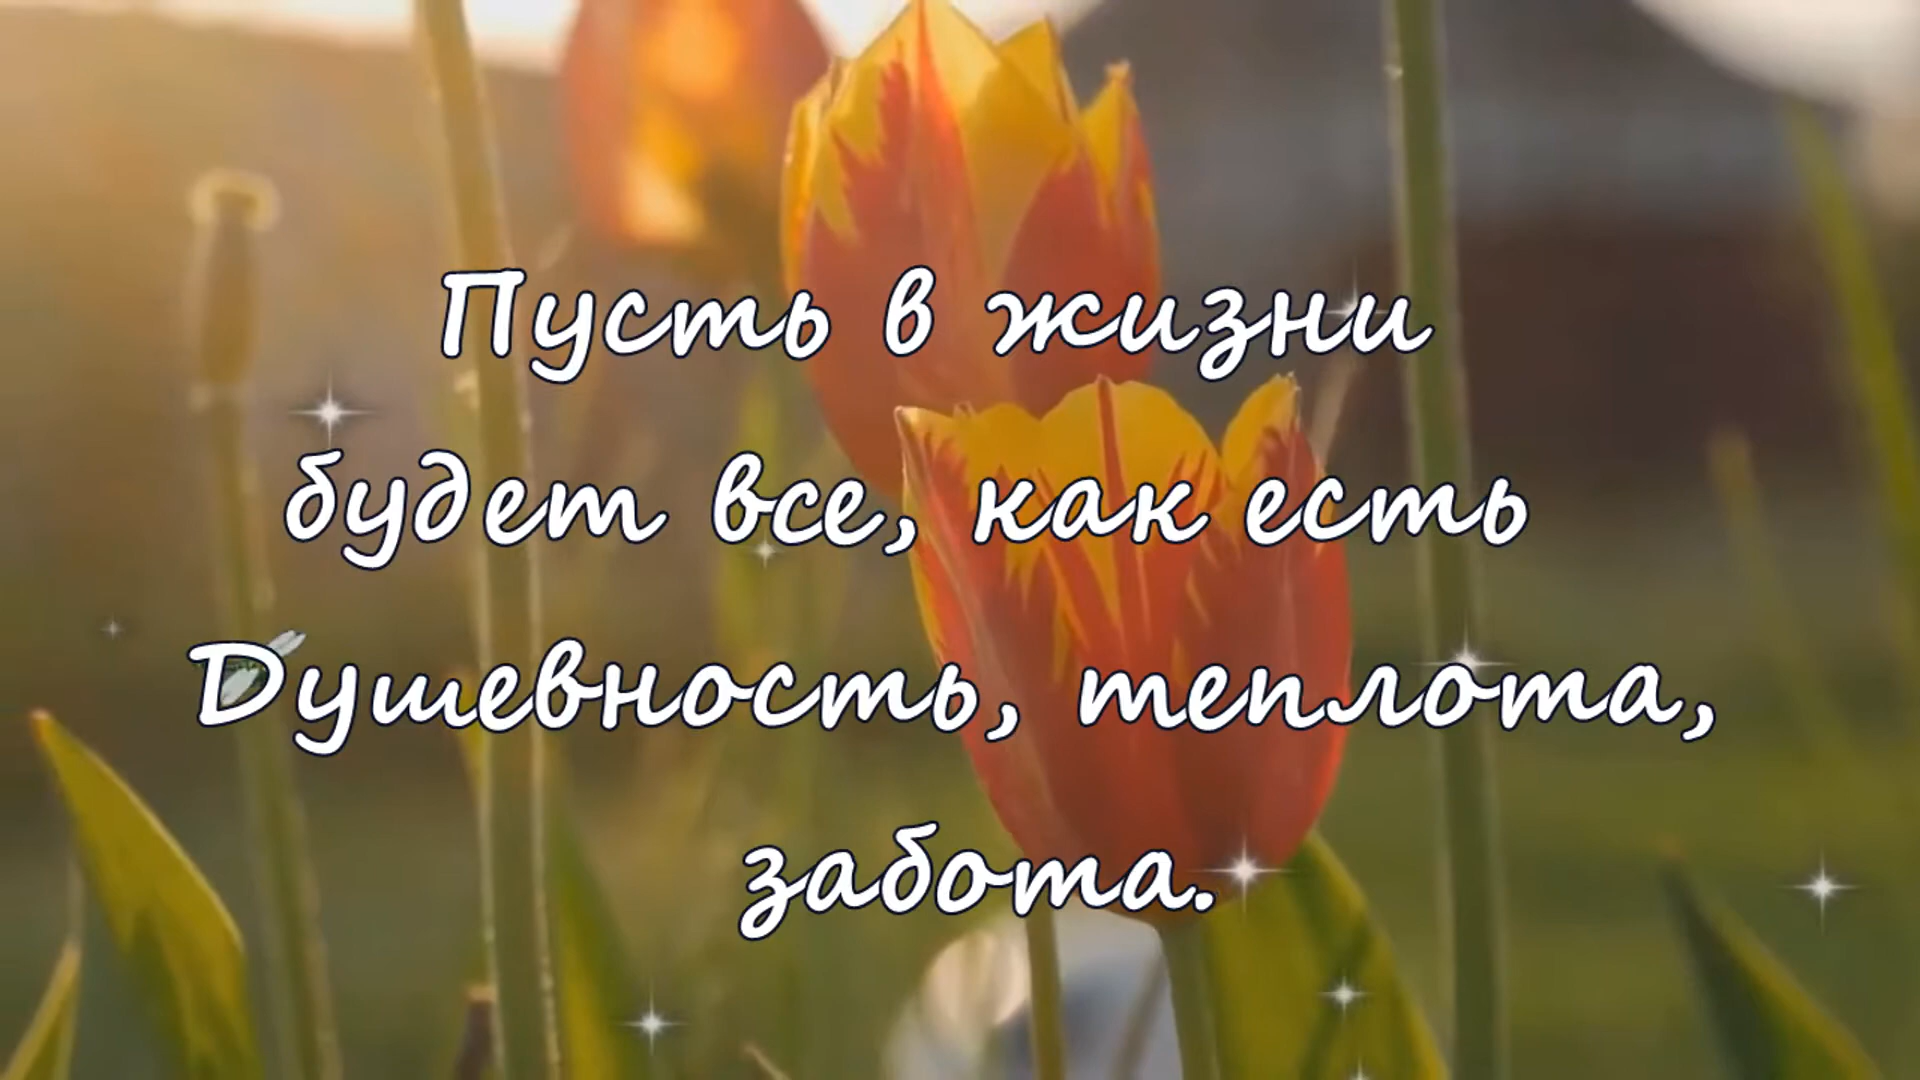 Пусть в жизни
будет все, как есть
Душевность, теплота,
забота.